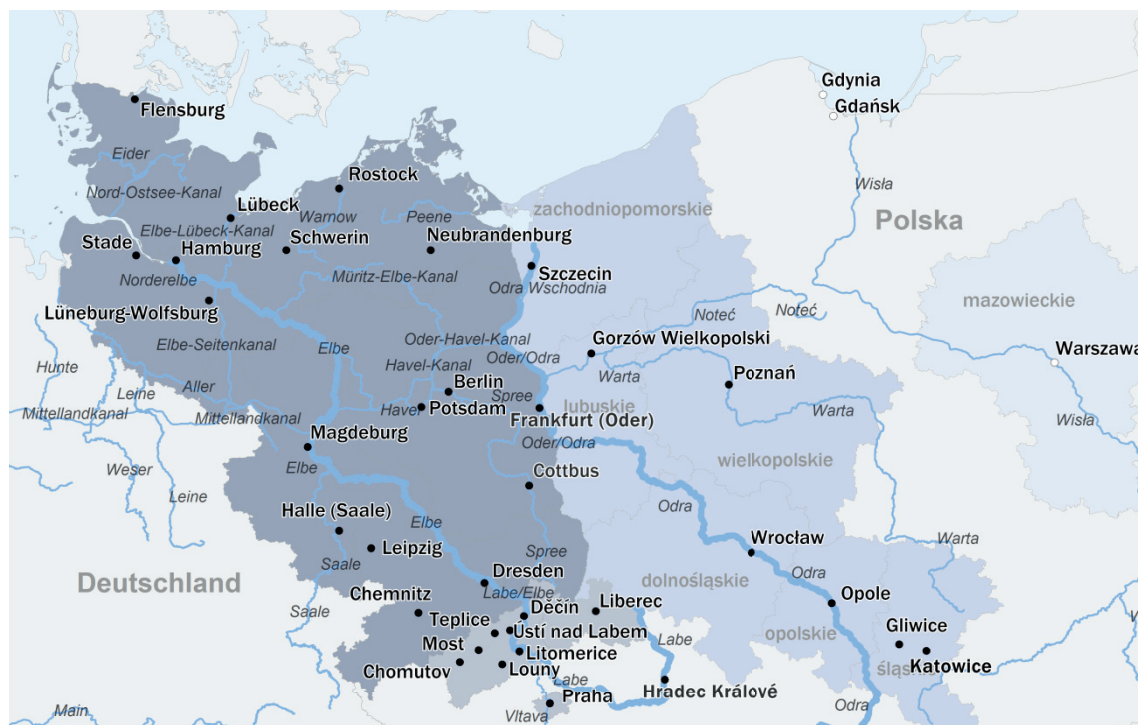 Gdynia
Gdańsk
Flensburg
Eider
Nord-Ostsee-Kanal
Rostock
Wisła
Lübeck
Warnow
Peene
zachodniopomorskie
Polska
Elbe-Lübeck-Kanal
Stade
Hamburg
Schwerin
Neubrandenburg
Norderelbe
Müritz-Elbe-Kanal
Szczecin
Odra Wschodnia
mazowieckie
Lüneburg-Wolfsburg
Noteć
Noteć
Elbe-Seitenkanal
Elbe
Oder-Havel-Kanal
Gorzów Wielkopolski
Oder/Odra
Warszawa
Hunte
Havel-Kanal
Warta
Poznań
Aller
Berlin
Leine
Spree
Mittellandkanal
Mittellandkanal
Havel
Potsdam
lubuskie
Warta
Frankfurt (Oder)
Wisła
Magdeburg
Oder/Odra
Weser
Elbe
wielkopolskie
Cottbus
Leine
Odra
Halle (Saale)
Elbe
Wrocław
Warta
Leipzig
Spree
Saale
Deutschland
Dresden
dolnośląskie
Odra
Labe/Elbe
Chemnitz
Saale
Děčín
Liberec
Opole
Teplice
Ústí nad Labem
Labe
opolskie
Gliwice
Most
Litomerice
Chomutov
Louny
śląskie
Katowice
Labe
Hradec Králové
Praha
Main
Vltava
Odra